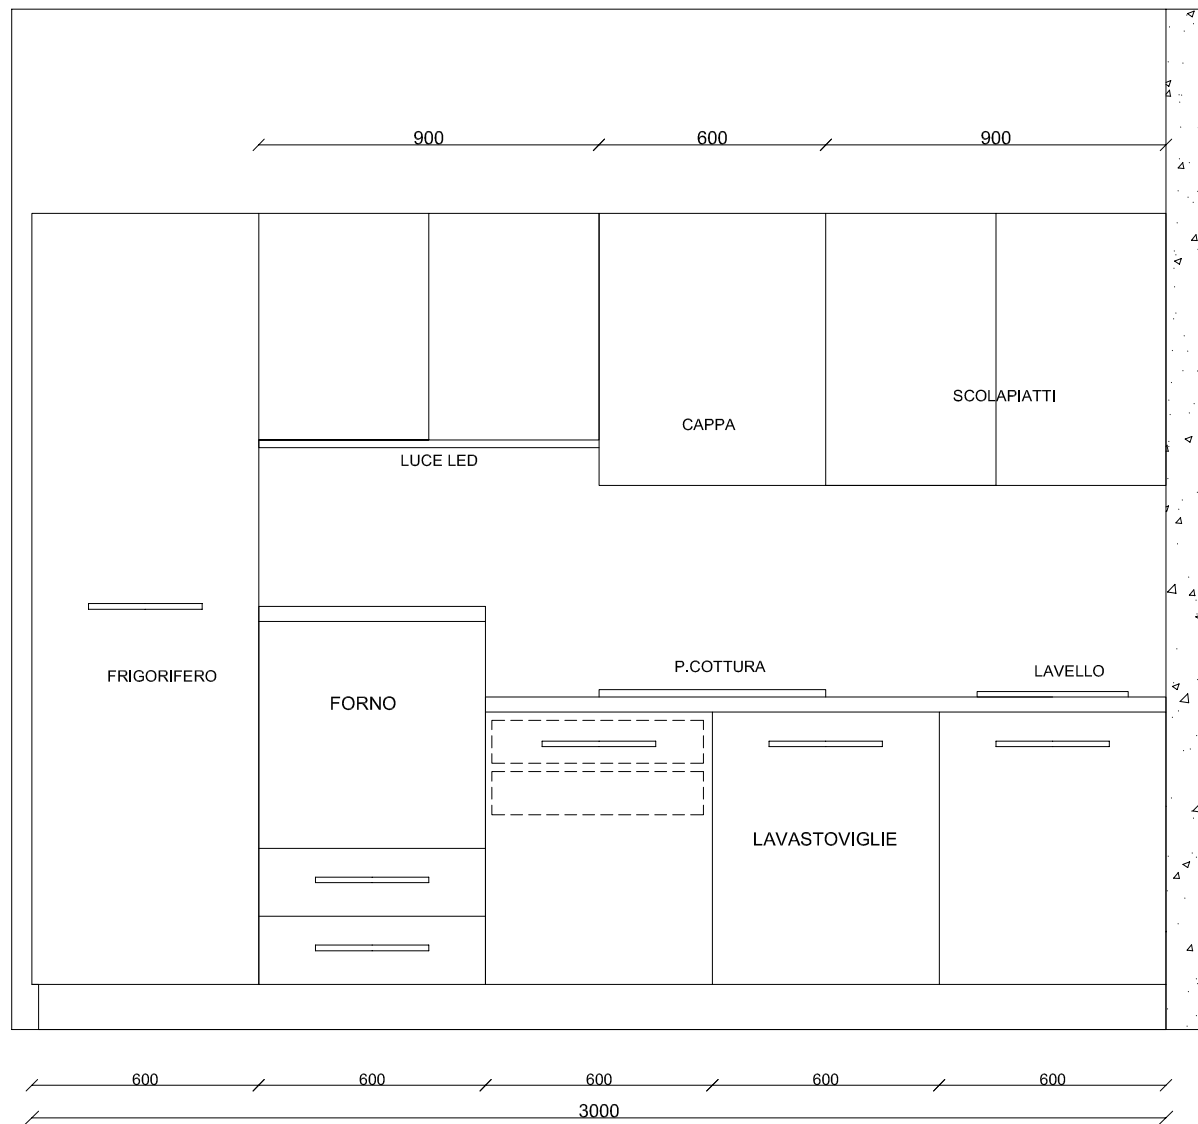 900 600 900
SCOLAPIATTI
CAPPA
LUCE LED
P.COTTURA
LAVELLO
FRIGORIFERO
FORNO
LAVASTOVIGLIE
600 600 600 600 600
3000